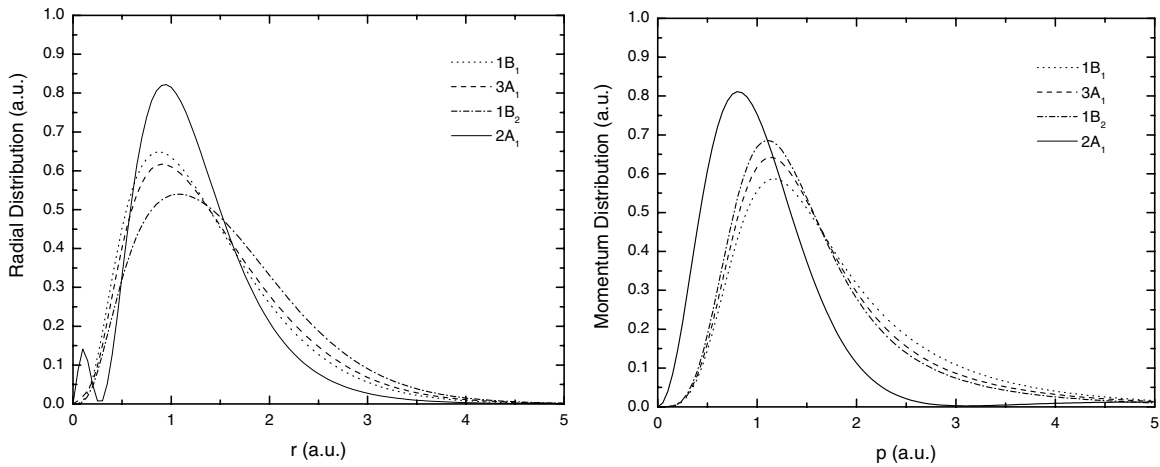 Radial Distribution (a.u.)
1.0
0.9
0.8
0.7
0.6
0.5
0.4
0.3
0.2
0.1
0.0
0 1 2 3 4 5
r (a.u.)
1B₁
3A₁
1B₂
2A₁
Momentum Distribution (a.u.)
1.0
0.9
0.8
0.7
0.6
0.5
0.4
0.3
0.2
0.1
0.0
0 1 2 3 4 5
p (a.u.)
1B₁
3A₁
1B₂
2A₁